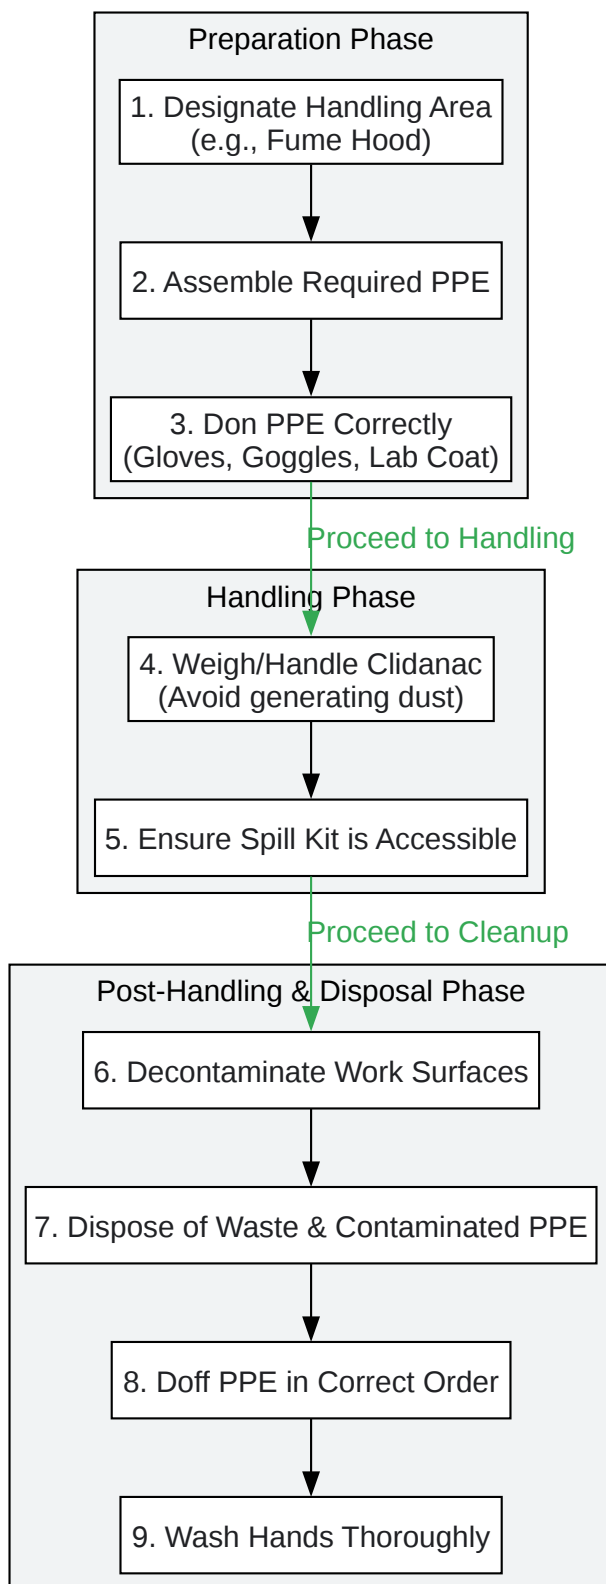 Preparation Phase
1. Designate Handling Area
(e.g., Fume Hood)
2. Assemble Required PPE
3. Don PPE Correctly
(Gloves, Goggles, Lab Coat)
Proceed to Handling
Handling Phase
4. Weigh/Handle Clidanac
(Avoid generating dust)
5. Ensure Spill Kit is Accessible
Proceed to Cleanup
Post-Handling & Disposal Phase
6. Decontaminate Work Surfaces
7. Dispose of Waste & Contaminated PPE
8. Doff PPE in Correct Order
9. Wash Hands Thoroughly